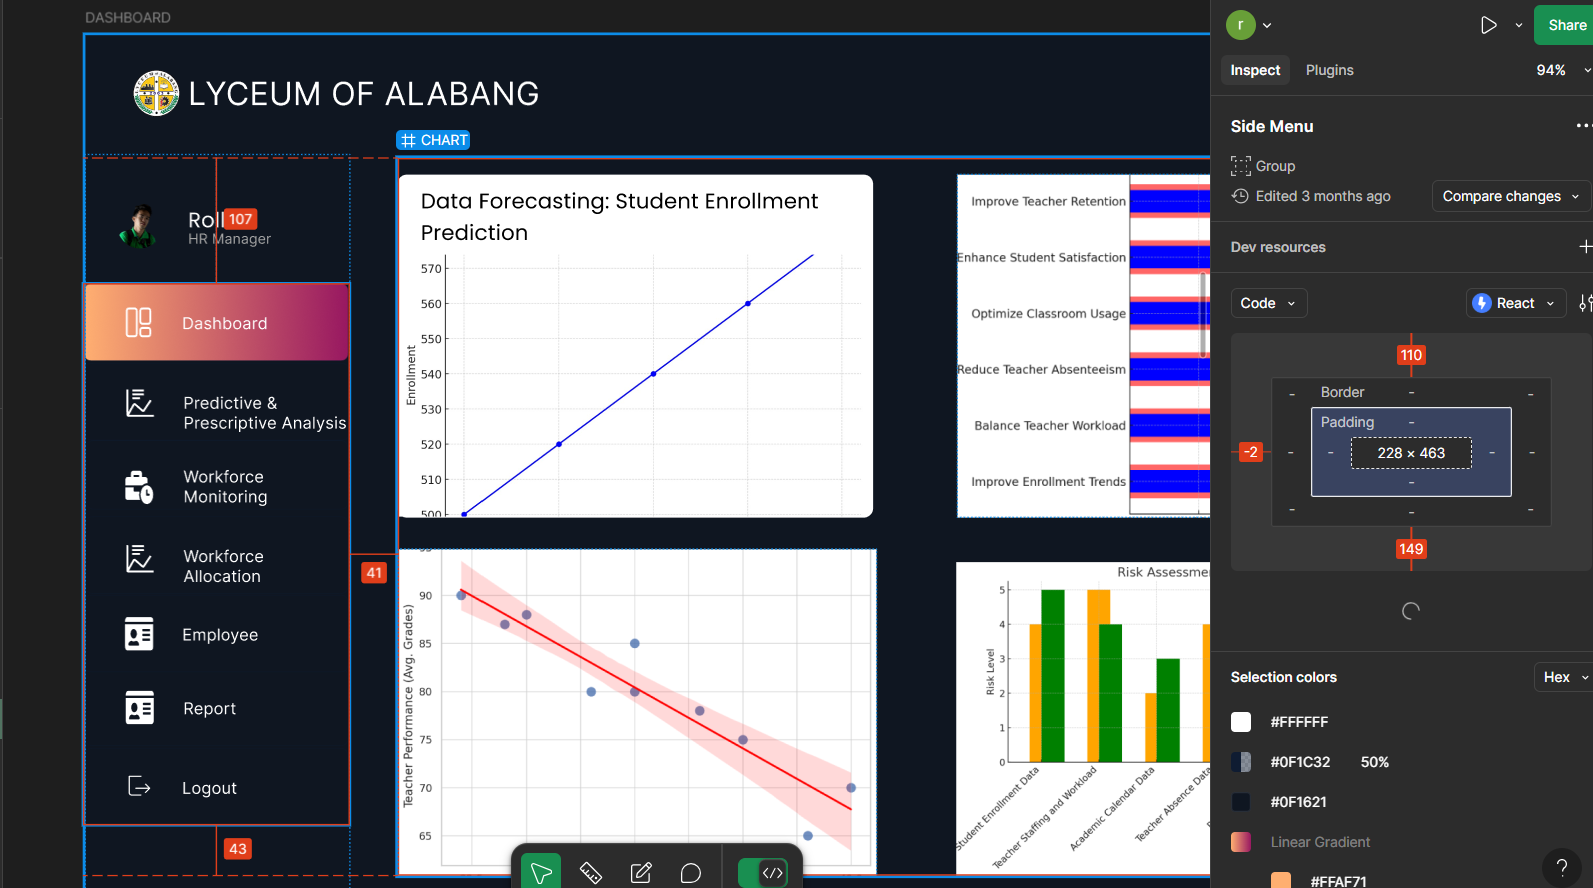 DASHBOARD
LYCEUM OF ALABANG
CHART
Roll
107
HR Manager
Dashboard
Predictive &
Prescriptive Analysis
Workforce
Monitoring
Workforce
Allocation
Employee
Report
Logout
41
43
Data Forecasting: Student Enrollment
Prediction
570
560
550
540
530
520
510
500
Enrollment
Improve Teacher Retention
Enhance Student Satisfaction
Optimize Classroom Usage
Reduce Teacher Absenteeism
Balance Teacher Workload
Improve Enrollment Trends
95
90
85
80
75
70
65
Teacher Performance (Avg. Grades)
Risk Assessme
5
4
3
2
1
0
Risk Level
Student Enrollment Data
Teacher Staffing and Workload
Academic Calendar Data
Teacher Absence Data
r
Share
Inspect
Plugins
94%
Side Menu
Group
Edited 3 months ago
Compare changes
Dev resources
Code
React
110
Border
Padding
-2
228 × 463
149
Selection colors
Hex
#FFFFFF
#0F1C32 50%
#0F1621
Linear Gradient
#FFAF71
?